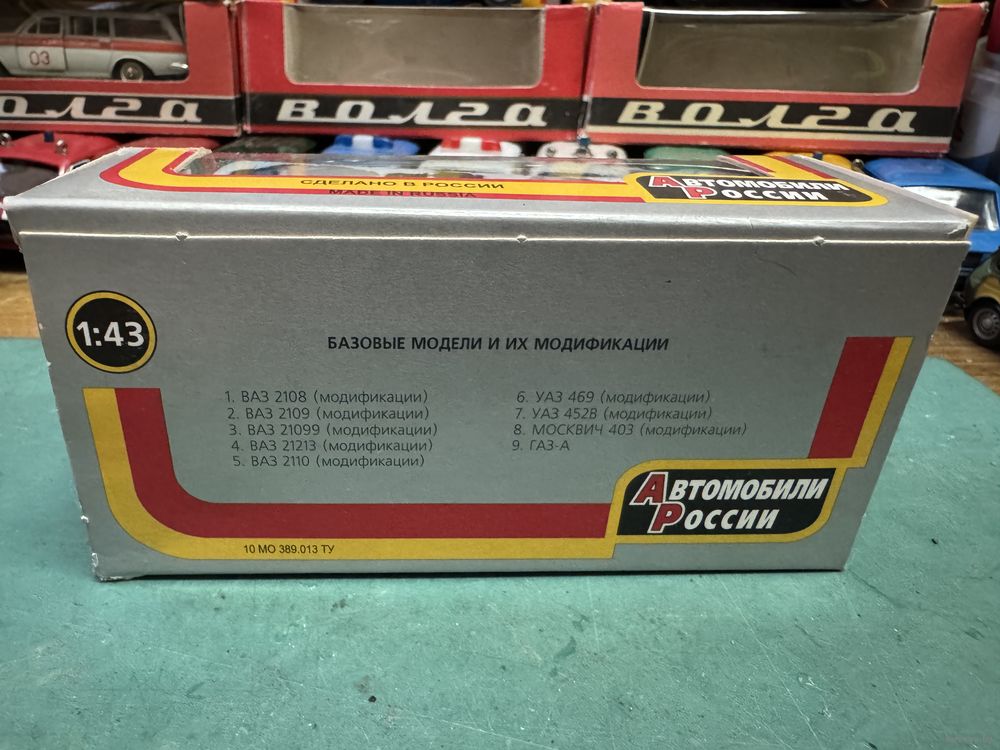 03
волга
волга
волга
СДЕЛАНО В РОССИИ
MADE IN RUSSIA
АВТОМОБИЛИ
РОССИИ
1:43
БАЗОВЫЕ МОДЕЛИ И ИХ МОДИФИКАЦИИ
1. ВАЗ 2108 (модификации)
2. ВАЗ 2109 (модификации)
3. ВАЗ 21099 (модификации)
4. ВАЗ 21213 (модификации)
5. ВАЗ 2110 (модификации)
6. УАЗ 469 (модификации)
7. УАЗ 452В (модификации)
8. МОСКВИЧ 403 (модификации)
9. ГАЗ-А
АВТОМОБИЛИ
РОССИИ
10 МО 389.013 ТУ